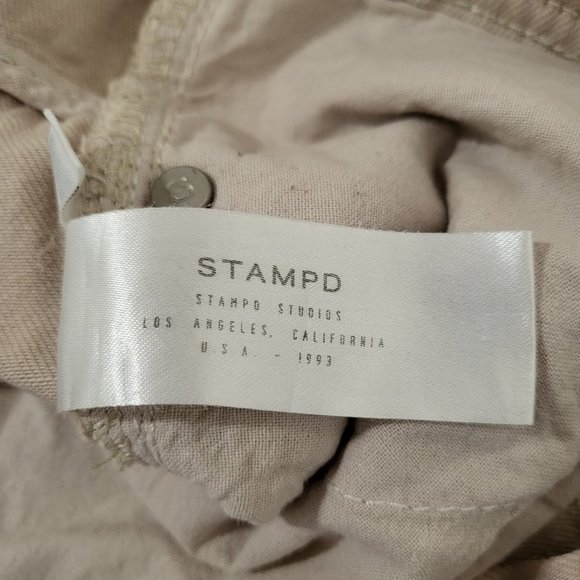 S
STAMPD
STAMPD STUDIOS
LOS ANGELES, CALIFORNIA
U.S.A. - 1993